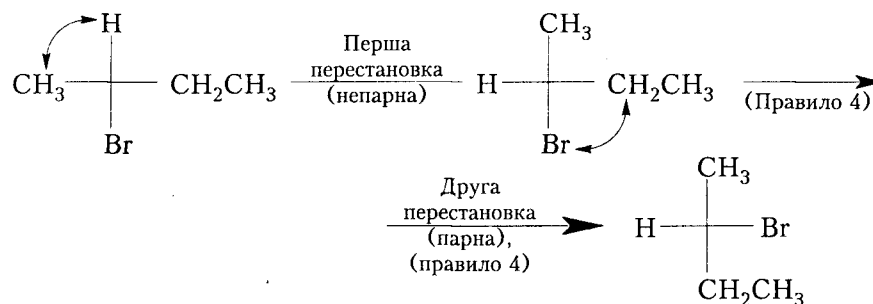 H
CH₃
CH₂CH₃
Br
Перша
перестановка
(непарна)
CH₃
H
CH₂CH₃
Br
(Правило 4)
Друга
перестановка
(парна),
(правило 4)
CH₃
H
Br
CH₂CH₃